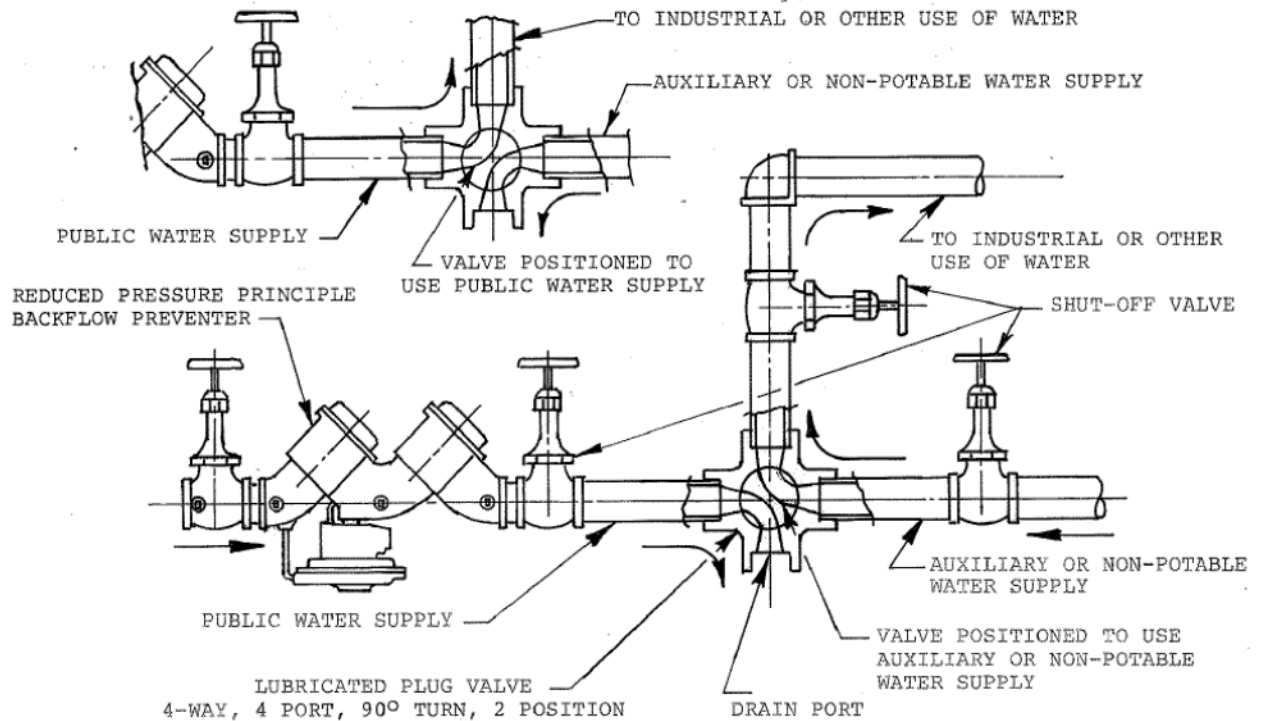 TO INDUSTRIAL OR OTHER USE OF WATER
AUXILIARY OR NON-POTABLE WATER SUPPLY
PUBLIC WATER SUPPLY
VALVE POSITIONED TO
USE PUBLIC WATER SUPPLY
TO INDUSTRIAL OR OTHER
USE OF WATER
REDUCED PRESSURE PRINCIPLE
BACKFLOW PREVENTER
SHUT-OFF VALVE
AUXILIARY OR NON-POTABLE
WATER SUPPLY
PUBLIC WATER SUPPLY
VALVE POSITIONED TO USE
AUXILIARY OR NON-POTABLE
WATER SUPPLY
LUBRICATED PLUG VALVE
4-WAY, 4 PORT, 90º TURN, 2 POSITION
DRAIN PORT